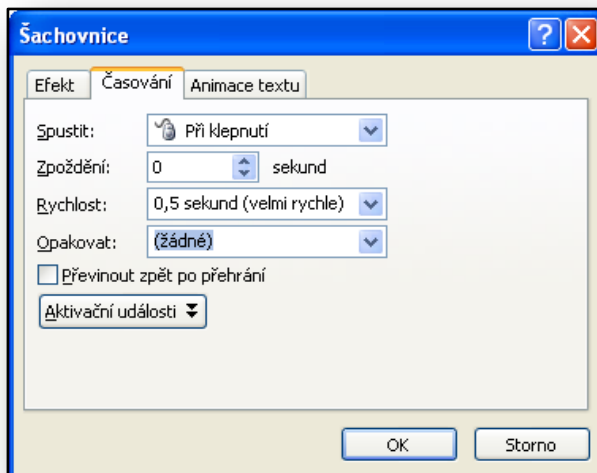 Šachovnice
Efekt Časování Animace textu
Spustit: Při klepnutí
Zpoždění: 0 sekund
Rychlost: 0,5 sekund (velmi rychle)
Opakovat: (žádné)
Převinout zpět po přehrání
Aktivační události
OK Storno